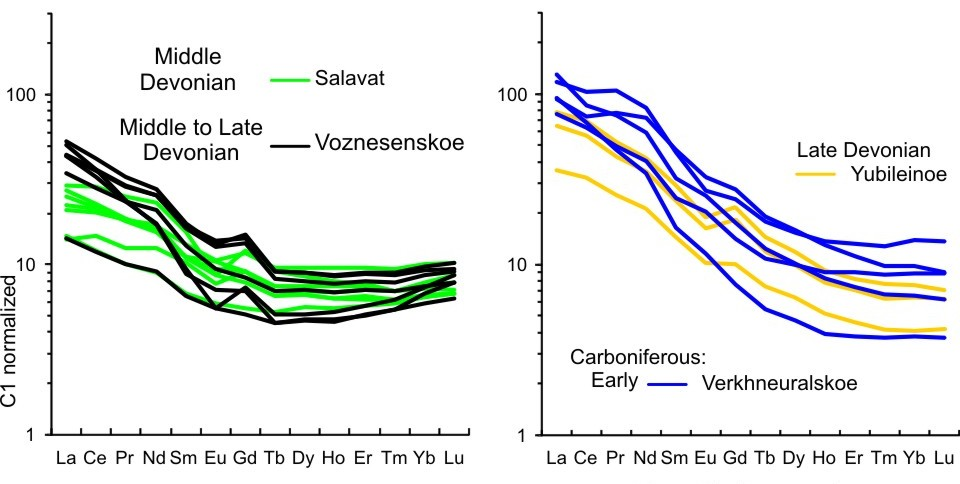 Middle
Devonian
Salavat
Middle to Late
Devonian
Voznesenskoe
100
10
1
C1 normalized
La Ce Pr Nd Sm Eu Gd Tb Dy Ho Er Tm Yb Lu
100
10
1
Late Devonian
Yubileinoe
Carboniferous:
Early
Verkhneuralskoe
La Ce Pr Nd Sm Eu Gd Tb Dy Ho Er Tm Yb Lu